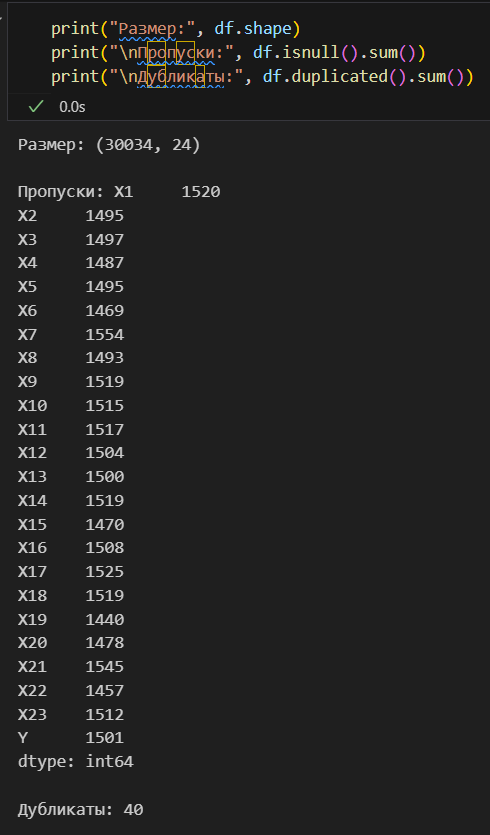 print("Размер:", df.shape)
print("\nПропуски:", df.isnull().sum())
print("\nДубликаты:", df.duplicated().sum())
0.0s
Размер: (30034, 24)
Пропуски: X1     1520
X2     1495
X3     1497
X4     1487
X5     1495
X6     1469
X7     1554
X8     1493
X9     1519
X10    1515
X11    1517
X12    1504
X13    1500
X14    1519
X15    1470
X16    1508
X17    1525
X18    1519
X19    1440
X20    1478
X21    1545
X22    1457
X23    1512
Y      1501
dtype: int64
Дубликаты: 40